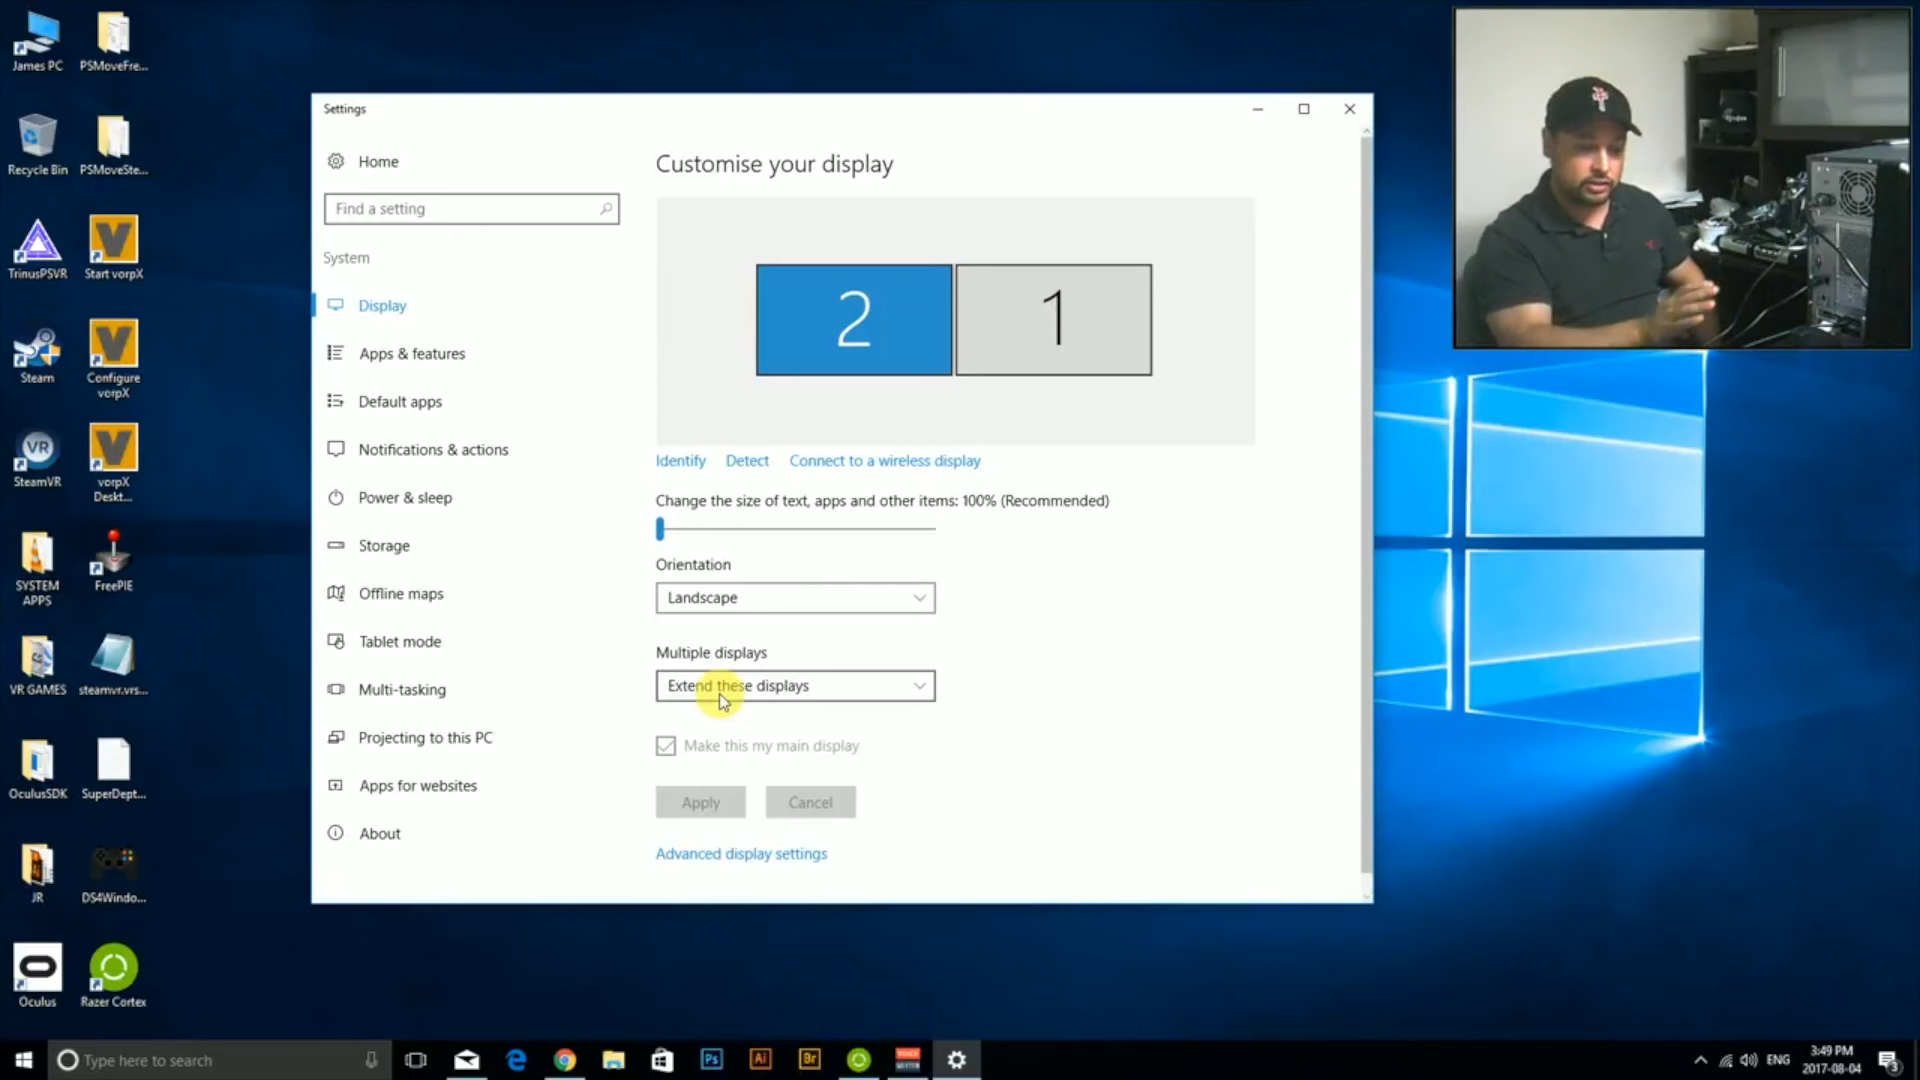 James PC
PSMoveFre...
Recycle Bin
PSMoveSte...
TrinusPSVR
Start vorpX
Steam
Configure
vorpX
VR
SteamVR
vorpX
Deskt...
SYSTEM
APPS
FreePIE
VR GAMES
steamvr.vrs...
OculusSDK
SuperDept...
JR
DS4Windo...
Oculus
Razer Cortex
Settings
Home
Find a setting
System
Display
Apps & features
Default apps
Notifications & actions
Power & sleep
Storage
Offline maps
Tablet mode
Multi-tasking
Projecting to this PC
Apps for websites
About
Customise your display
2
1
Identify
Detect
Connect to a wireless display
Change the size of text, apps and other items: 100% (Recommended)
Orientation
Landscape
Multiple displays
Extend these displays
Make this my main display
Apply
Cancel
Advanced display settings
Type here to search
Ps
Ai
Br
ENG
3:49 PM
2017-08-04
3